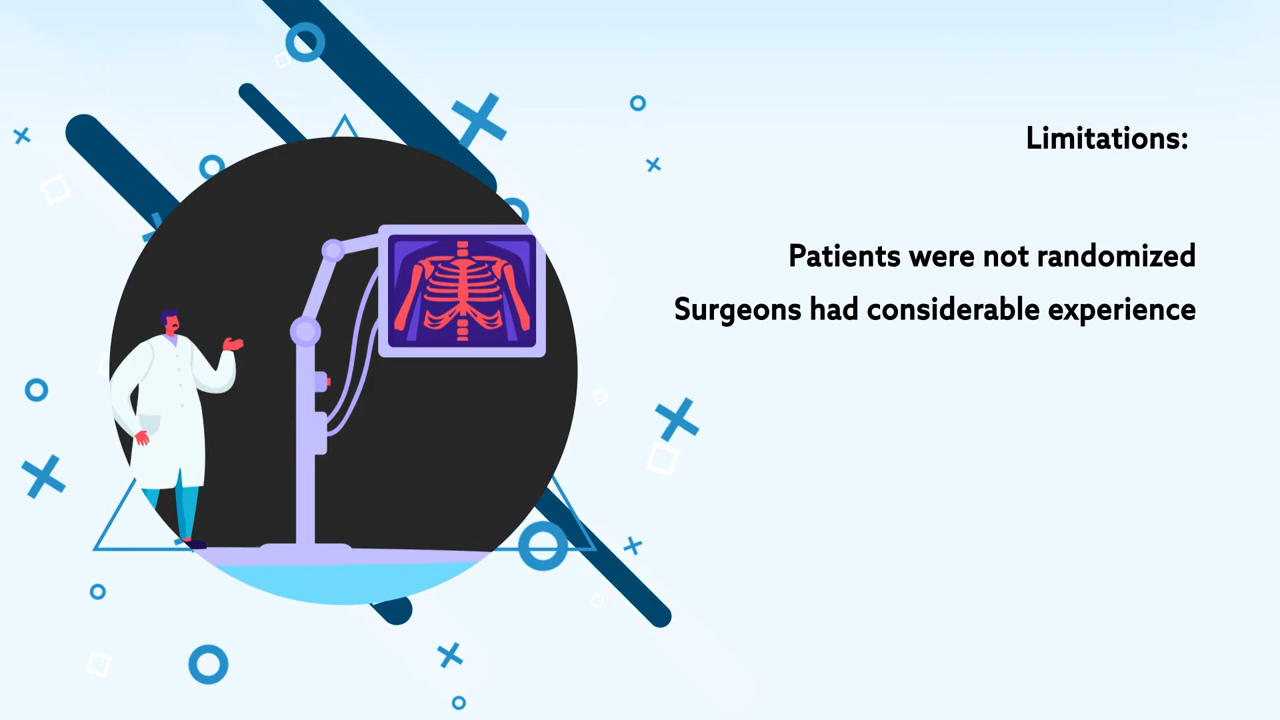 Limitations:
Patients were not randomized
Surgeons had considerable experience